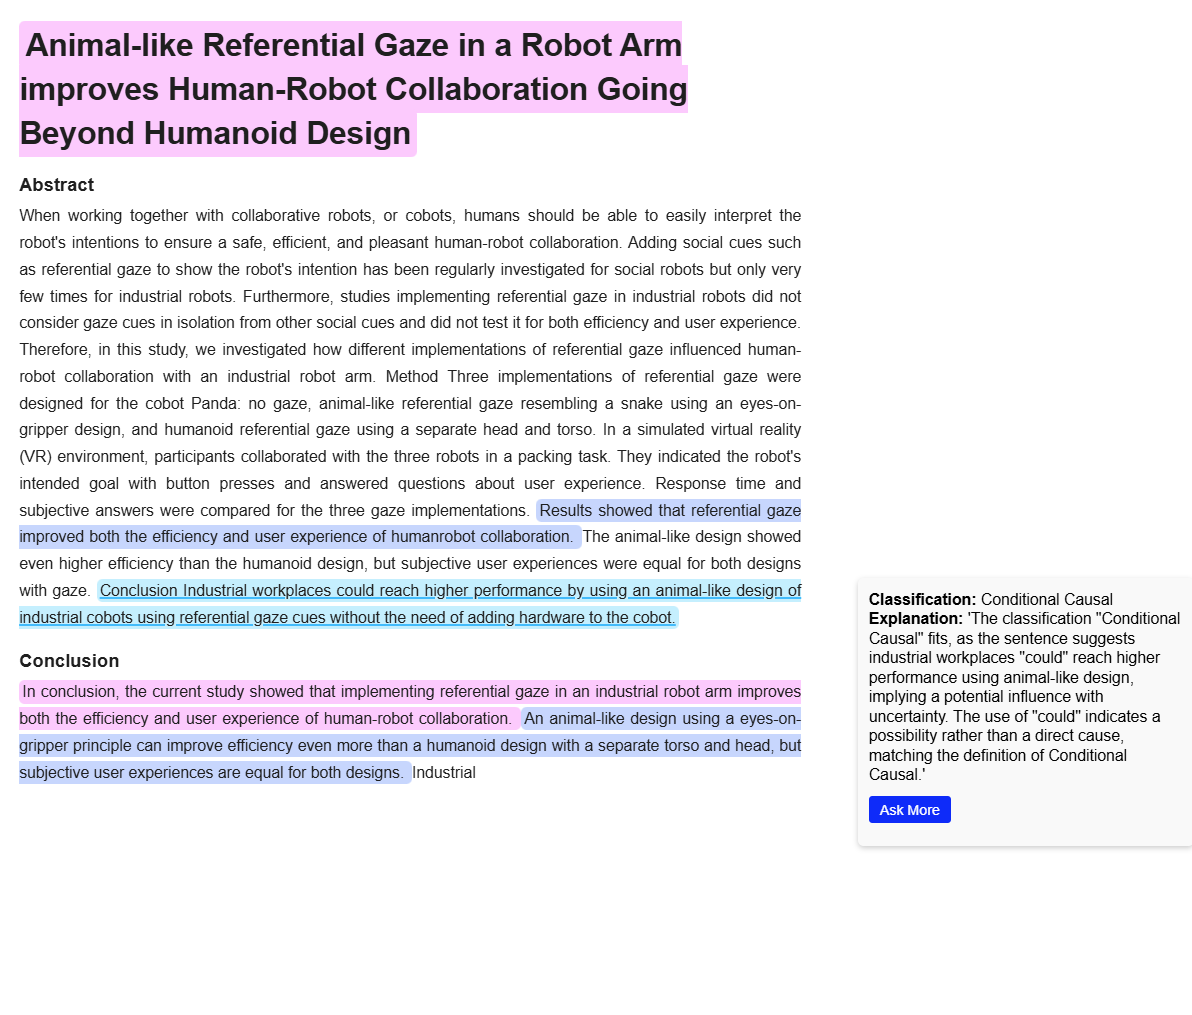 Animal-like Referential Gaze in a Robot Arm
improves Human-Robot Collaboration Going
Beyond Humanoid Design
Abstract
When working together with collaborative robots, or cobots, humans should be able to easily interpret the
robot's intentions to ensure a safe, efficient, and pleasant human-robot collaboration. Adding social cues such
as referential gaze to show the robot's intention has been regularly investigated for social robots but only very
few times for industrial robots. Furthermore, studies implementing referential gaze in industrial robots did not
consider gaze cues in isolation from other social cues and did not test it for both efficiency and user experience.
Therefore, in this study, we investigated how different implementations of referential gaze influenced human-
robot collaboration with an industrial robot arm. Method Three implementations of referential gaze were
designed for the cobot Panda: no gaze, animal-like referential gaze resembling a snake using an eyes-on-
gripper design, and humanoid referential gaze using a separate head and torso. In a simulated virtual reality
(VR) environment, participants collaborated with the three robots in a packing task. They indicated the robot's
intended goal with button presses and answered questions about user experience. Response time and
subjective answers were compared for the three gaze implementations. Results showed that referential gaze
improved both the efficiency and user experience of humanrobot collaboration. The animal-like design showed
even higher efficiency than the humanoid design, but subjective user experiences were equal for both designs
with gaze. Conclusion Industrial workplaces could reach higher performance by using an animal-like design of
industrial cobots using referential gaze cues without the need of adding hardware to the cobot.
Conclusion
In conclusion, the current study showed that implementing referential gaze in an industrial robot arm improves
both the efficiency and user experience of human-robot collaboration. An animal-like design using a eyes-on-
gripper principle can improve efficiency even more than a humanoid design with a separate torso and head, but
subjective user experiences are equal for both designs. Industrial
Classification: Conditional Causal
Explanation: 'The classification "Conditional
Causal" fits, as the sentence suggests
industrial workplaces "could" reach higher
performance using animal-like design,
implying a potential influence with
uncertainty. The use of "could" indicates a
possibility rather than a direct cause,
matching the definition of Conditional
Causal.'
Ask More